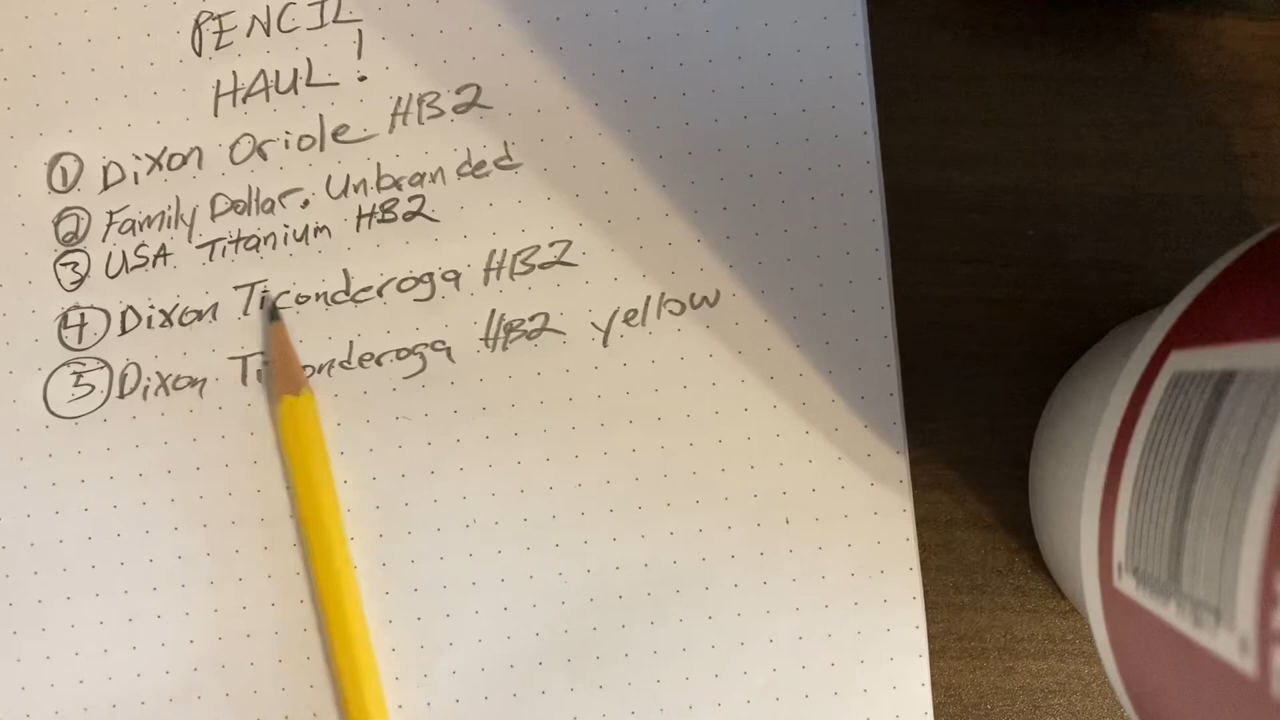 PENCIL
HAUL!
① Dixon Oriole HB2
② Family Dollar. Unbranded
③ USA Titanium HB2
④ Dixon Ticonderoga HB2
⑤ Dixon Ticonderoga HB2 yellow